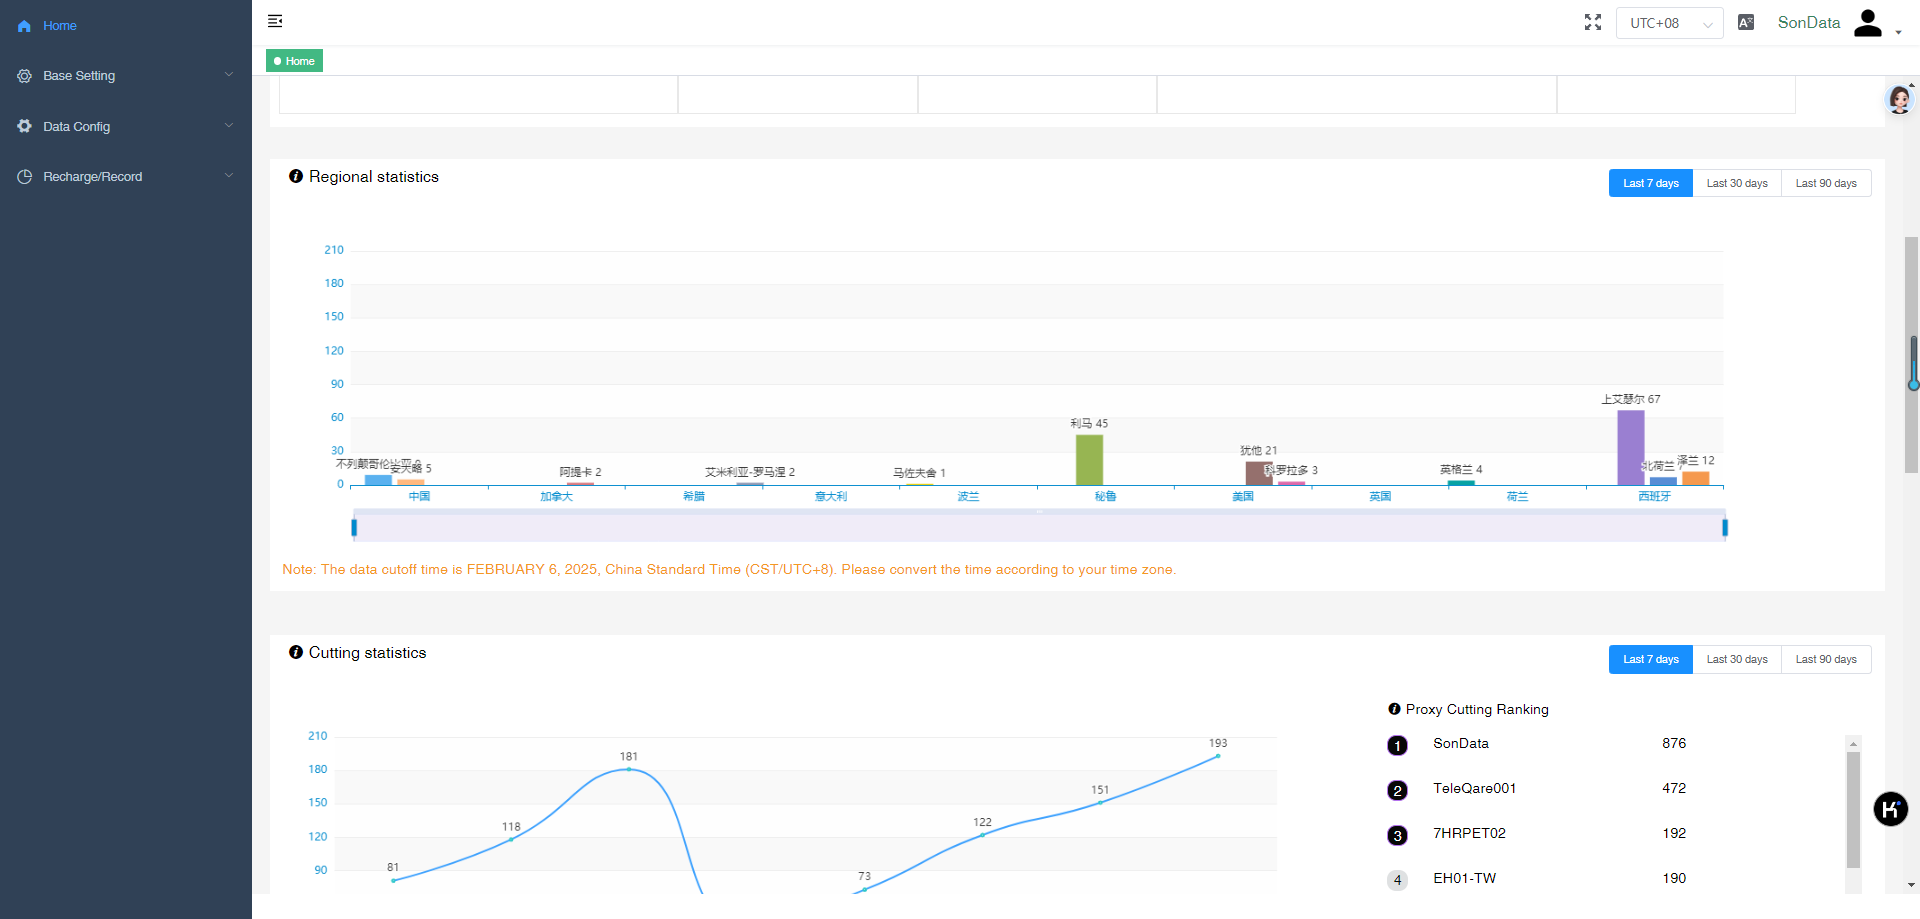 Home
Base Setting
Data Config
Recharge/Record
UTC+08
SonData
Home
Regional statistics
Last 7 days
Last 30 days
Last 90 days
210
180
150
120
90
60
30
0
不列颠哥伦比亚 9
安大略 5
阿提卡 2
艾米利亚-罗马涅 2
马佐夫舍 1
利马 45
犹他 21
科罗拉多 3
英格兰 4
上艾瑟尔 67
北荷兰 7
泽兰 12
中国
加拿大
希腊
意大利
波兰
秘鲁
美国
英国
荷兰
西班牙
Note: The data cutoff time is FEBRUARY 6, 2025, China Standard Time (CST/UTC+8). Please convert the time according to your time zone.
Cutting statistics
Last 7 days
Last 30 days
Last 90 days
210
180
150
120
90
81
118
181
73
122
151
193
Proxy Cutting Ranking
1 SonData 876
2 TeleQare001 472
3 7HRPET02 192
4 EH01-TW 190